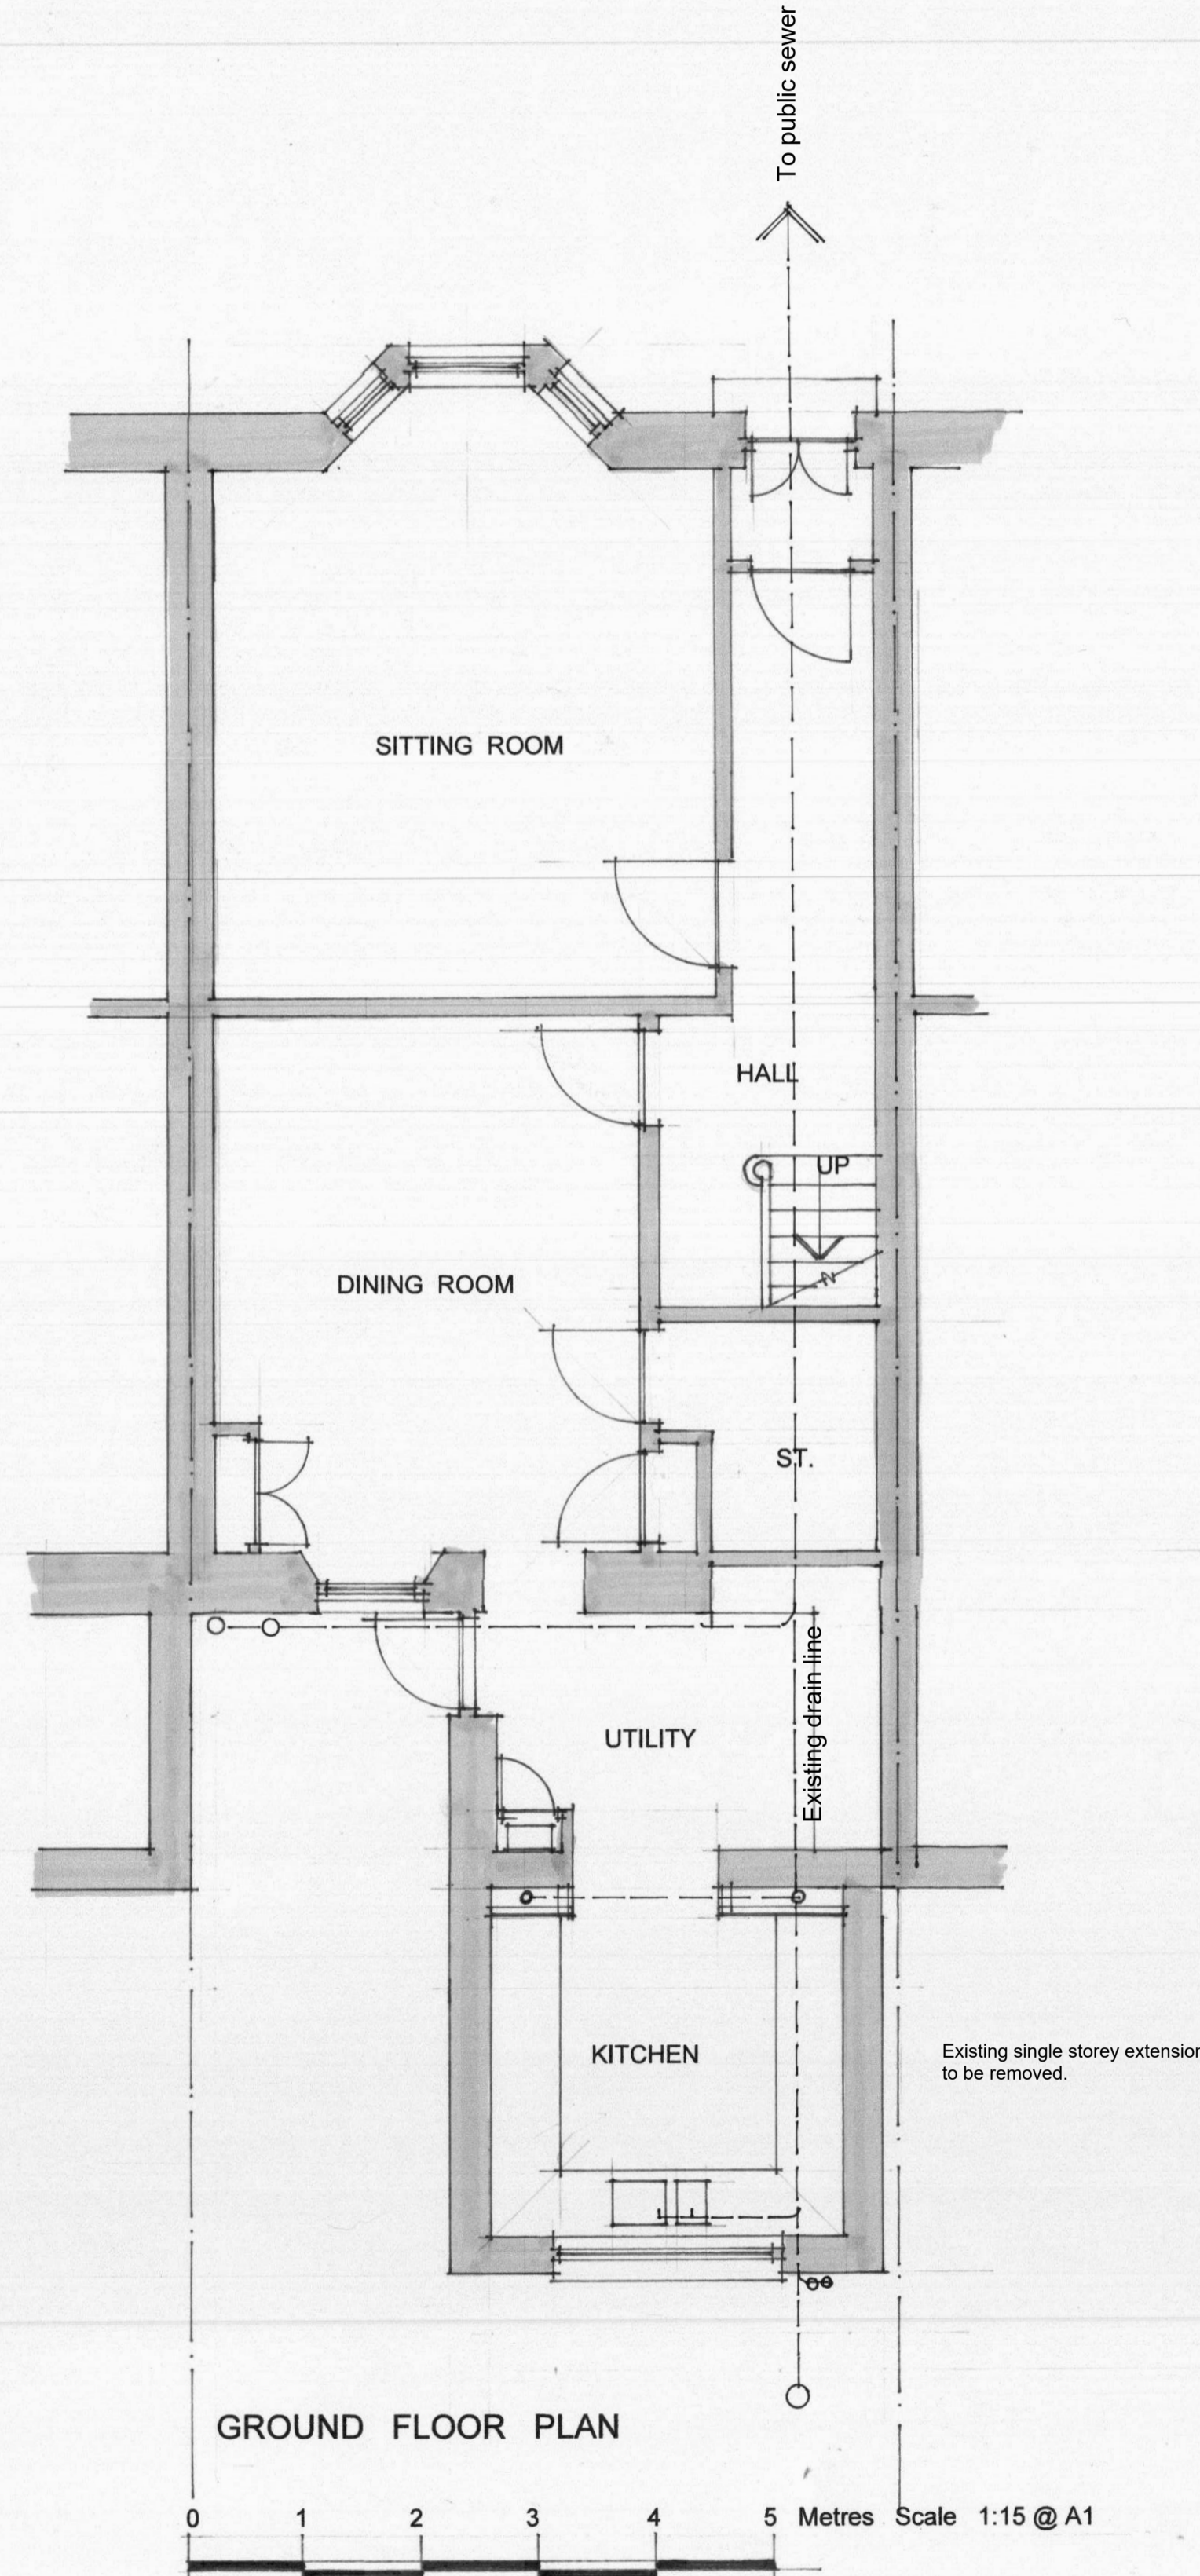 To public sewer
SITTING ROOM
HALL
UP
DINING ROOM
ST.
Existing drain line
UTILITY
KITCHEN
Existing single storey extension
to be removed.
GROUND FLOOR PLAN
0 1 2 3 4 5 Metres Scale 1:15 @ A1